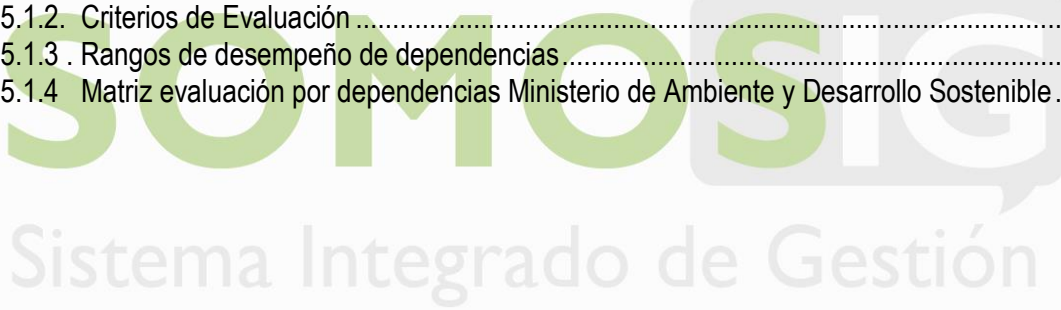 5.1.2. Criterios de Evaluación ........................................................................................................
5.1.3 . Rangos de desempeño de dependencias.........................................................................
5.1.4 Matriz evaluación por dependencias Ministerio de Ambiente y Desarrollo Sostenible.
SOMOSIG
Sistema Integrado de Gestión